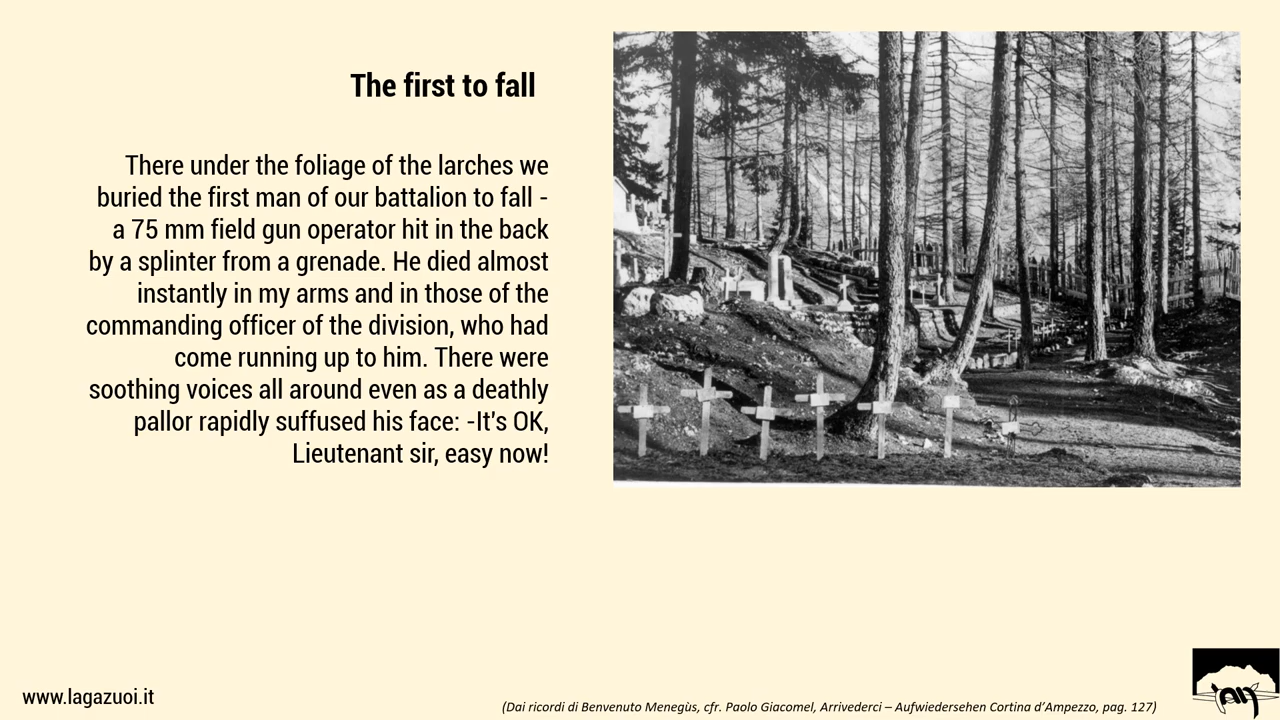 The first to fall
There under the foliage of the larches we
buried the first man of our battalion to fall -
a 75 mm field gun operator hit in the back
by a splinter from a grenade. He died almost
instantly in my arms and in those of the
commanding officer of the division, who had
come running up to him. There were
soothing voices all around even as a deathly
pallor rapidly suffused his face: -It's OK,
Lieutenant sir, easy now!
www.lagazuoi.it
(Dai ricordi di Benvenuto Menegùs, cfr. Paolo Giacomel, Arrivederci – Aufwiedersehen Cortina d'Ampezzo, pag. 127)